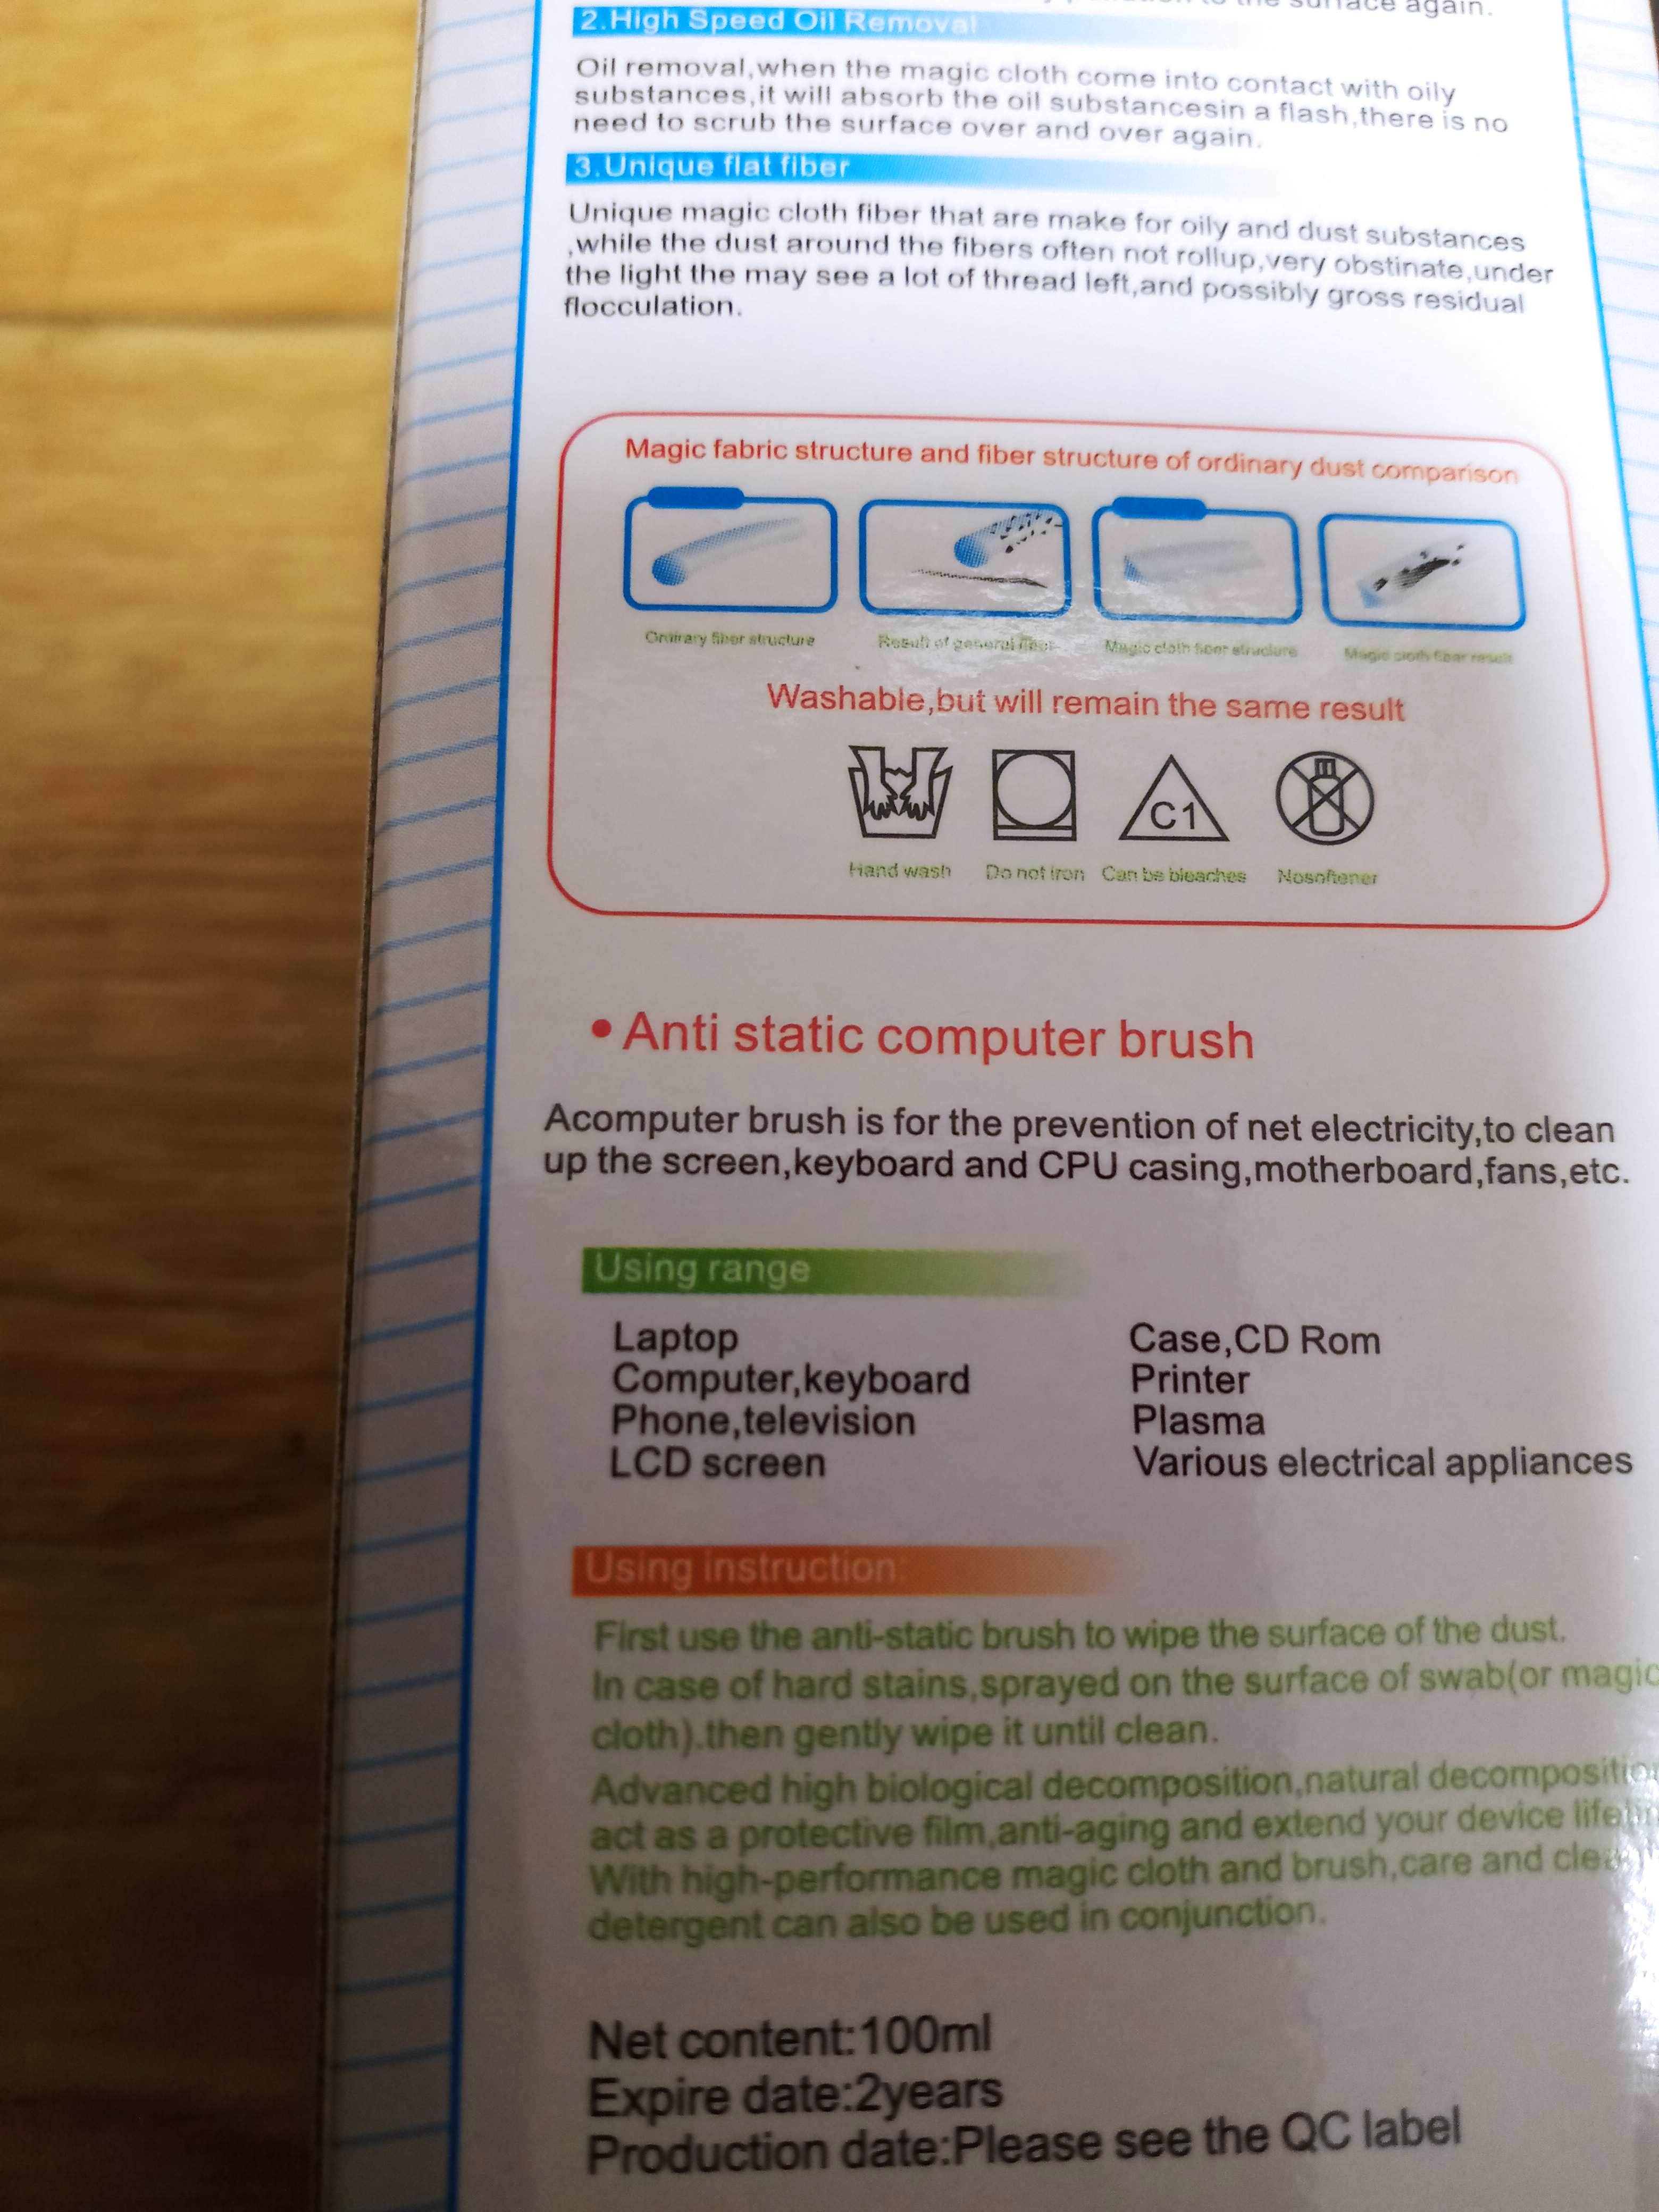 the surface again.
2.High Speed Oil Removal
Oil removal,when the magic cloth come into contact with oily
substances,it will absorb the oil substancesin a flash,there is no
need to scrub the surface over and over again.
3.Unique flat fiber
Unique magic cloth fiber that are make for oily and dust substances
,while the dust around the fibers often not rollup,very obstinate,under
the light the may see a lot of thread left,and possibly gross residual
flocculation.
Magic fabric structure and fiber structure of ordinary dust comparison
Ordirary fiber structure Result of general fiber Magic cloth fiber structure Magic cloth fiber result
Washable,but will remain the same result
C1
Hand wash Do not iron Can be bleaches Nosoftener
• Anti static computer brush
Acomputer brush is for the prevention of net electricity,to clean
up the screen,keyboard and CPU casing,motherboard,fans,etc.
Using range
Laptop Case,CD Rom
Computer,keyboard Printer
Phone,television Plasma
LCD screen Various electrical appliances
Using instruction:
First use the anti-static brush to wipe the surface of the dust.
In case of hard stains,sprayed on the surface of swab(or magic
cloth).then gently wipe it until clean.
Advanced high biological decomposition,natural decomposition
act as a protective film,anti-aging and extend your device
With high-performance magic cloth and brush,care and
detergent can also be used in conjunction.
Net content:100ml
Expire date:2years
Production date:Please see the QC label